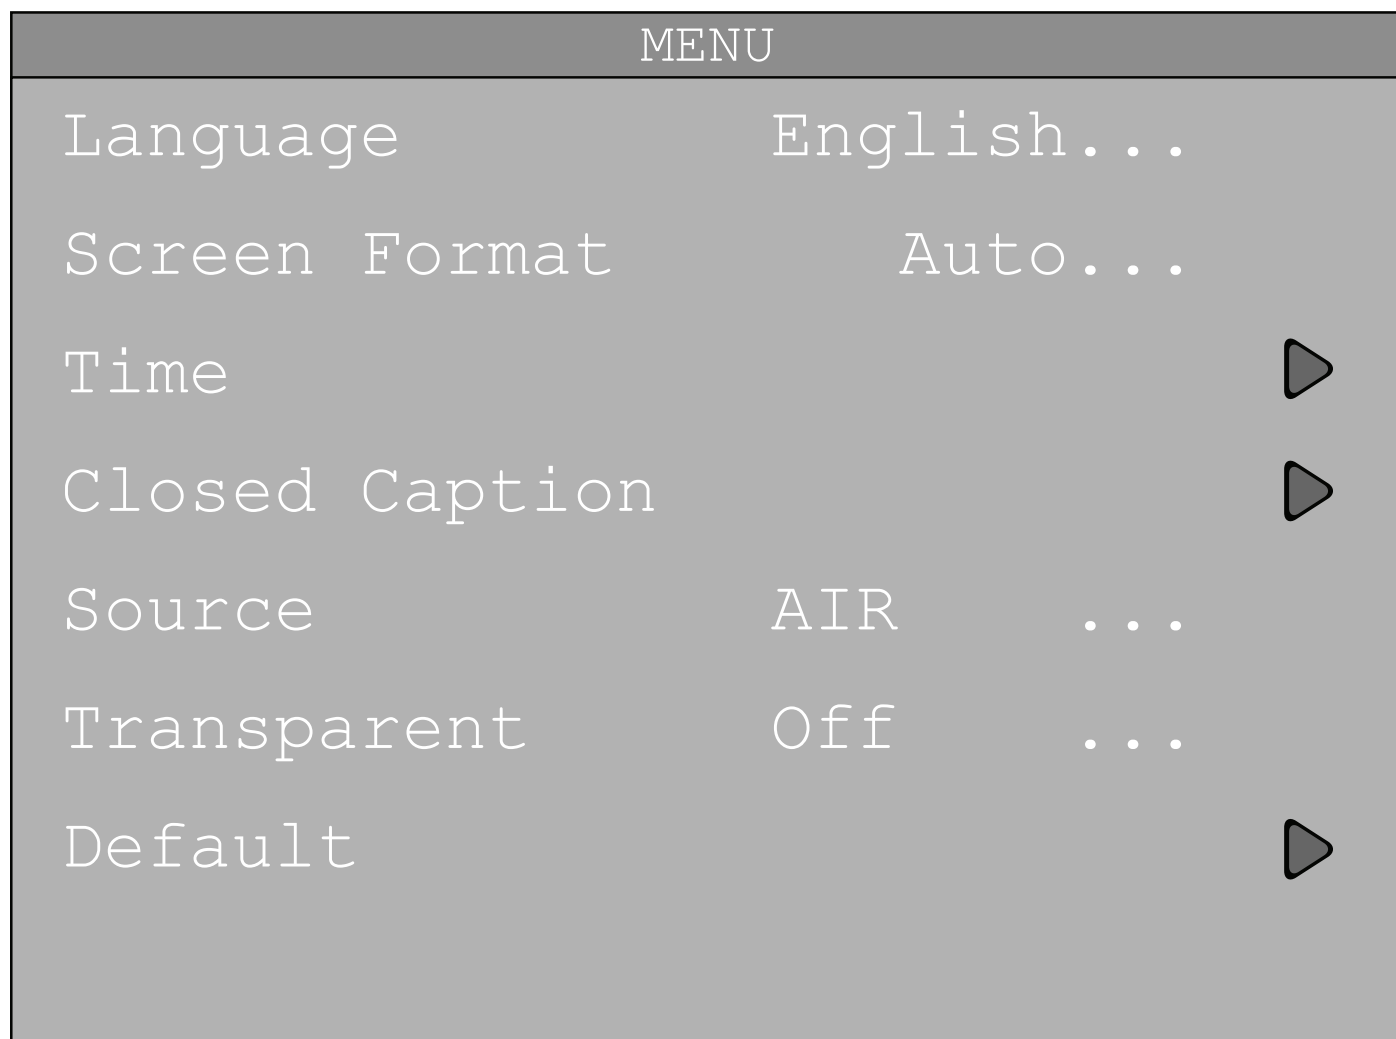 MENU
Language English...
Screen Format Auto...
Time
Closed Caption
Source AIR ...
Transparent Off ...
Default